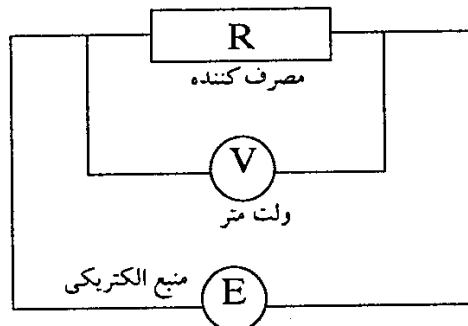 R
مصرف کننده
V
ولت متر
منبع الکتریکی
E